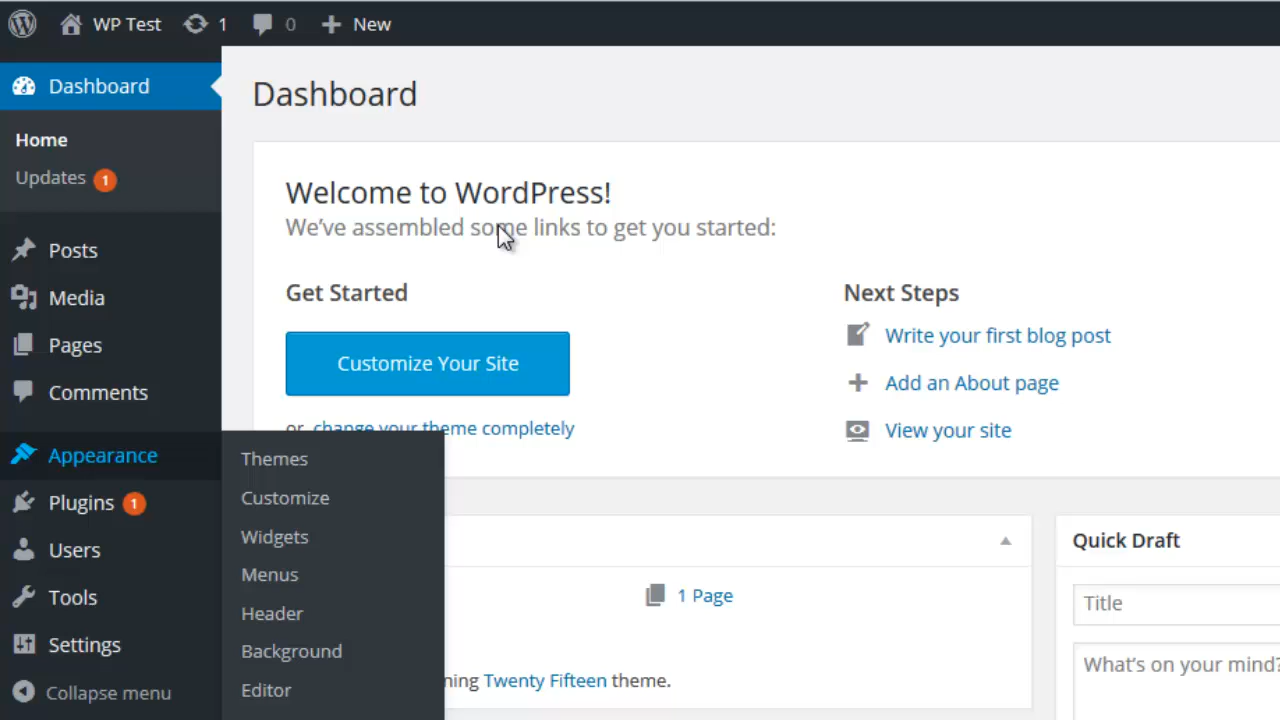 WP Test 1 0 New
Dashboard
Home
Updates 1
Posts
Media
Pages
Comments
Appearance
Plugins 1
Users
Tools
Settings
Collapse menu
Themes
Customize
Widgets
Menus
Header
Background
Editor
Dashboard
Welcome to WordPress!
We've assembled some links to get you started:
Get Started
Customize Your Site
or change your theme completely
Next Steps
Write your first blog post
Add an About page
View your site
1 Page
ning Twenty Fifteen theme.
Quick Draft
Title
What's on your mind?